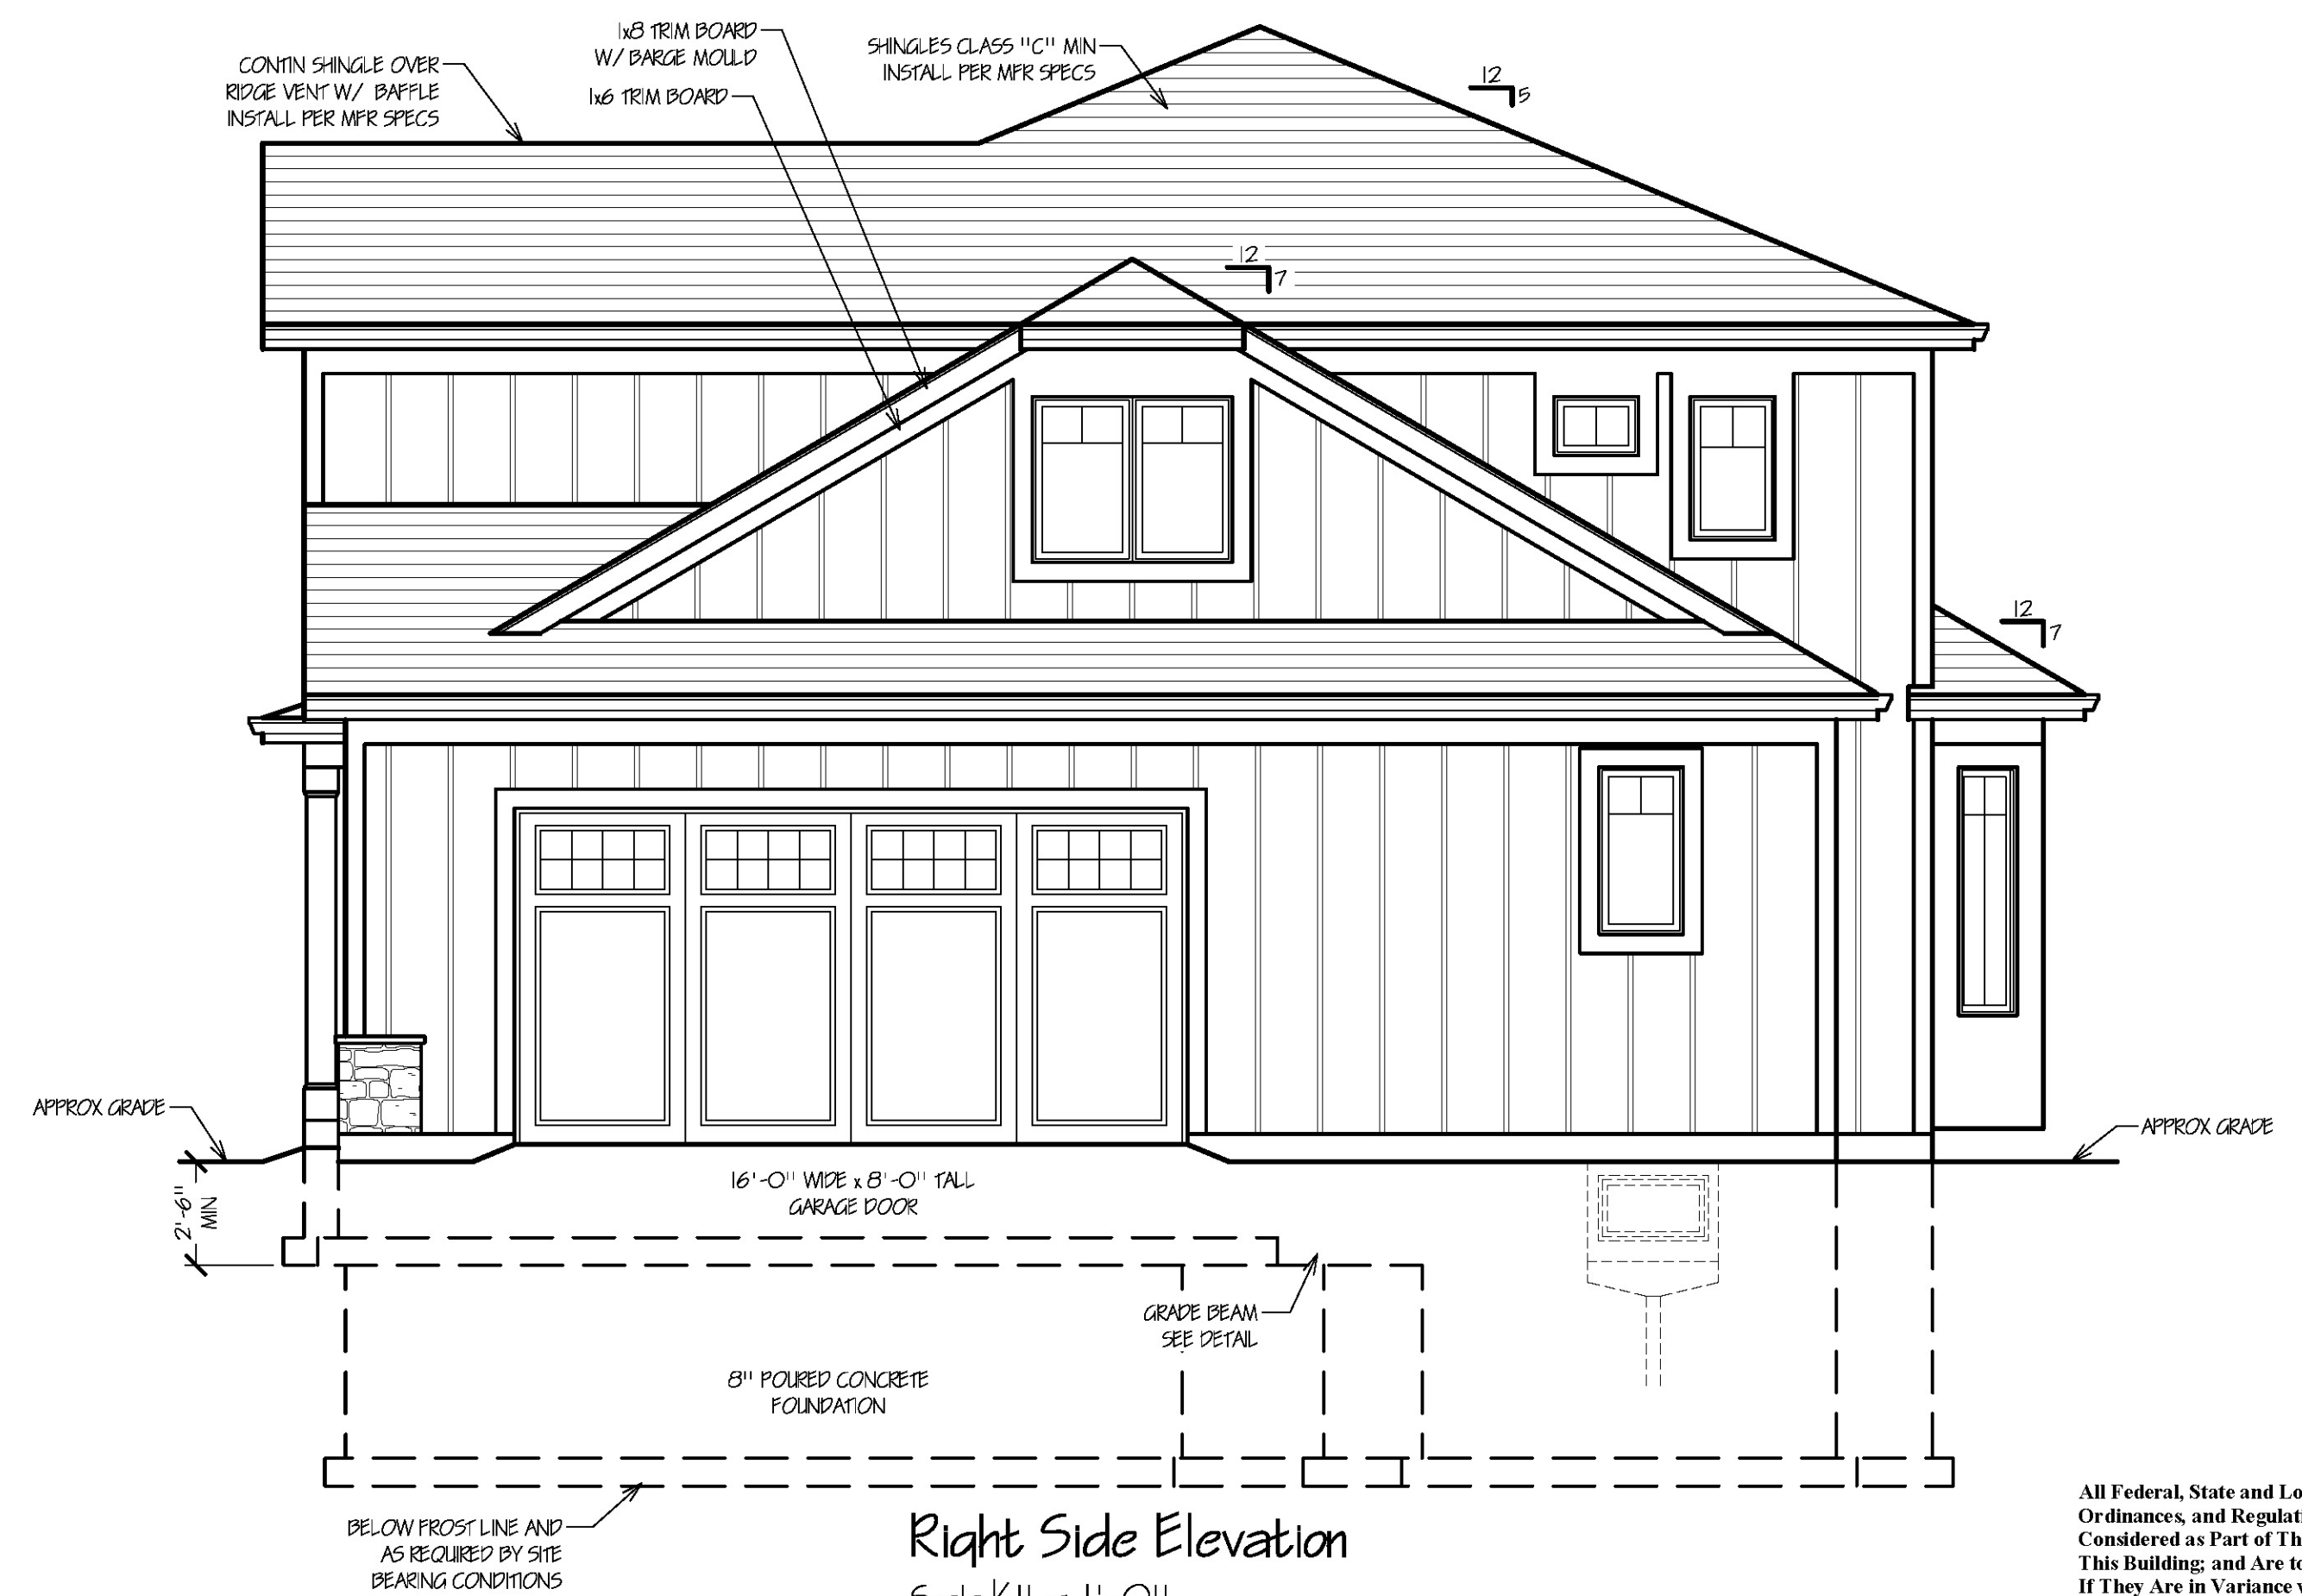 1x8 TRIM BOARD
W/ BARGE MOULD
1x6 TRIM BOARD
SHINGLES CLASS "C" MIN
INSTALL PER MFR SPECS
CONTIN SHINGLE OVER
RIDGE VENT W/ BAFFLE
INSTALL PER MFR SPECS
12
5
12
7
12
7
APPROX GRADE
APPROX GRADE
2'-6"
MIN
16'-0" WIDE x 8'-0" TALL
GARAGE DOOR
GRADE BEAM
SEE DETAIL
8" POURED CONCRETE
FOUNDATION
BELOW FROST LINE AND
AS REQUIRED BY SITE
BEARING CONDITIONS
Right Side Elevation
All Federal, State and Lo
Ordinances, and Regulati
Considered as Part of Th
This Building; and Are to
If They Are in Variance